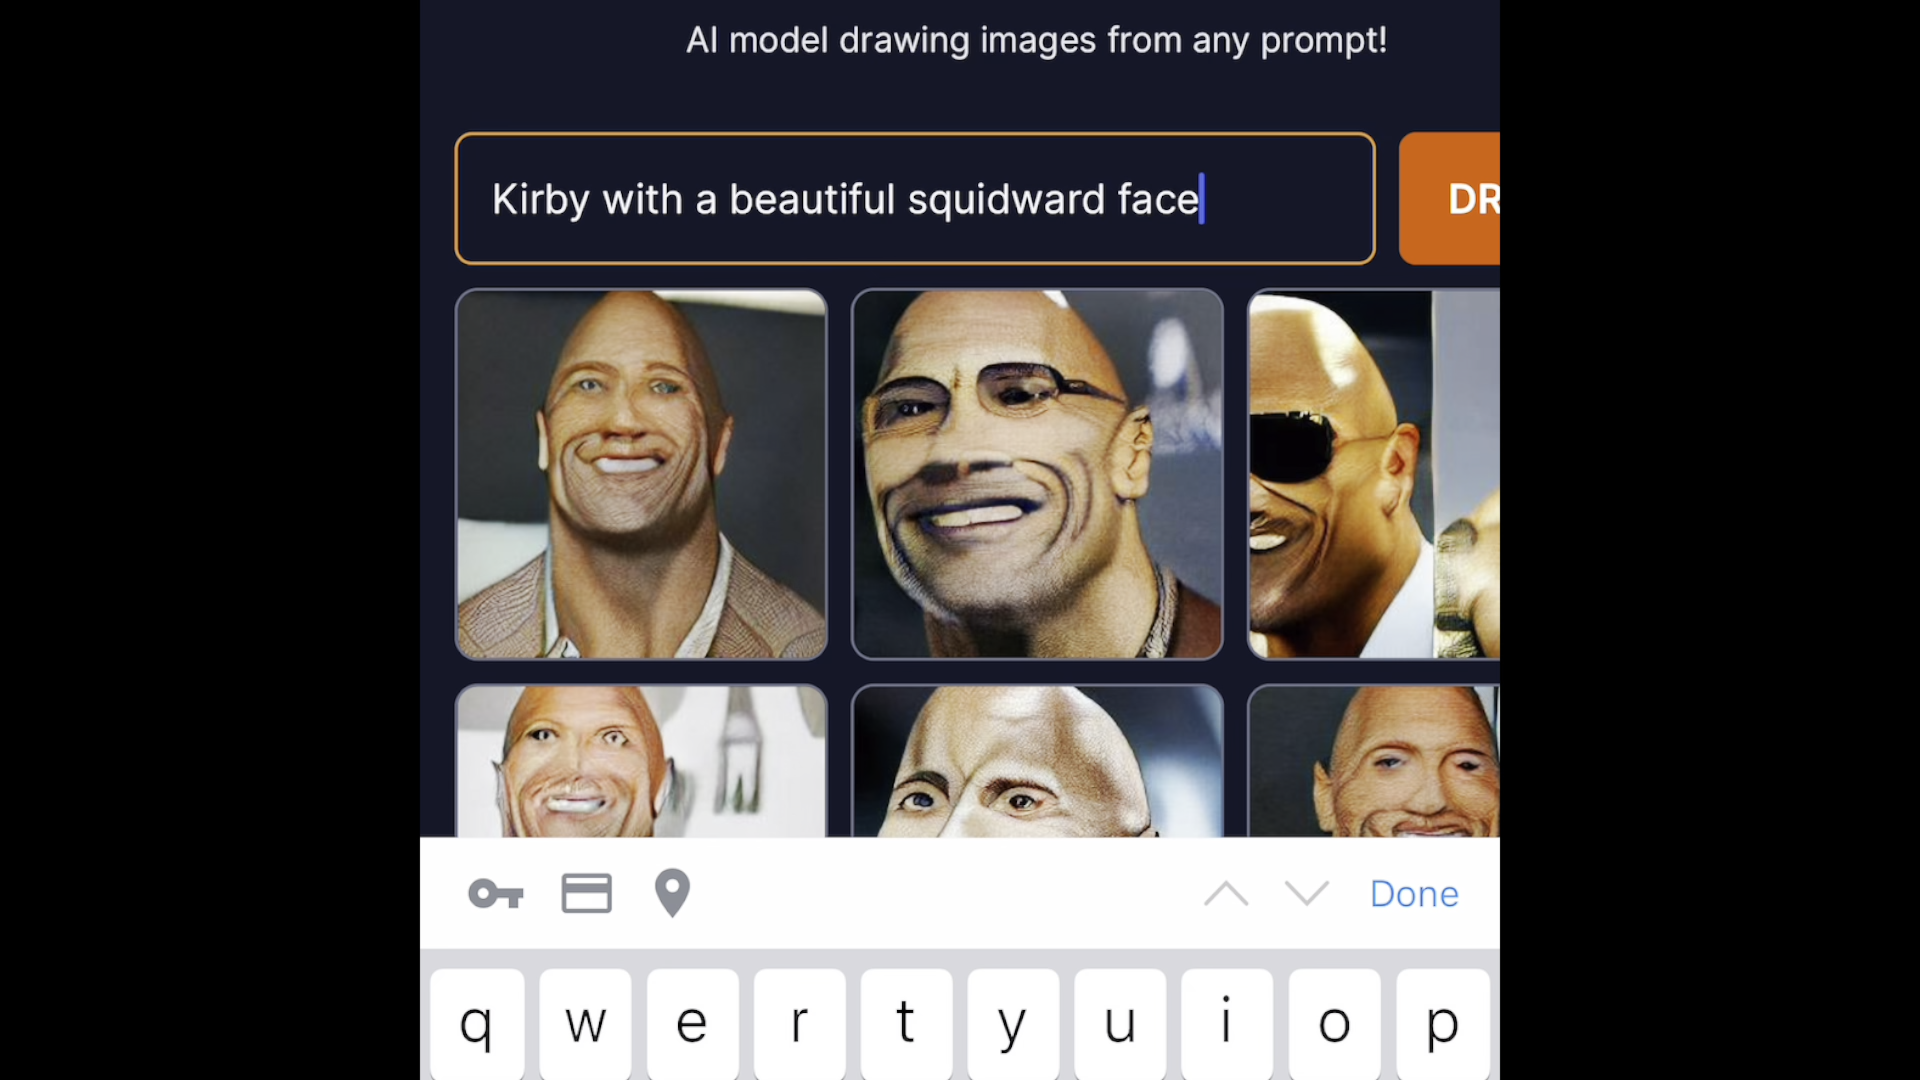 AI model drawing images from any prompt!
Kirby with a beautiful squidward face
DR
Done
q w e r t y u i o p